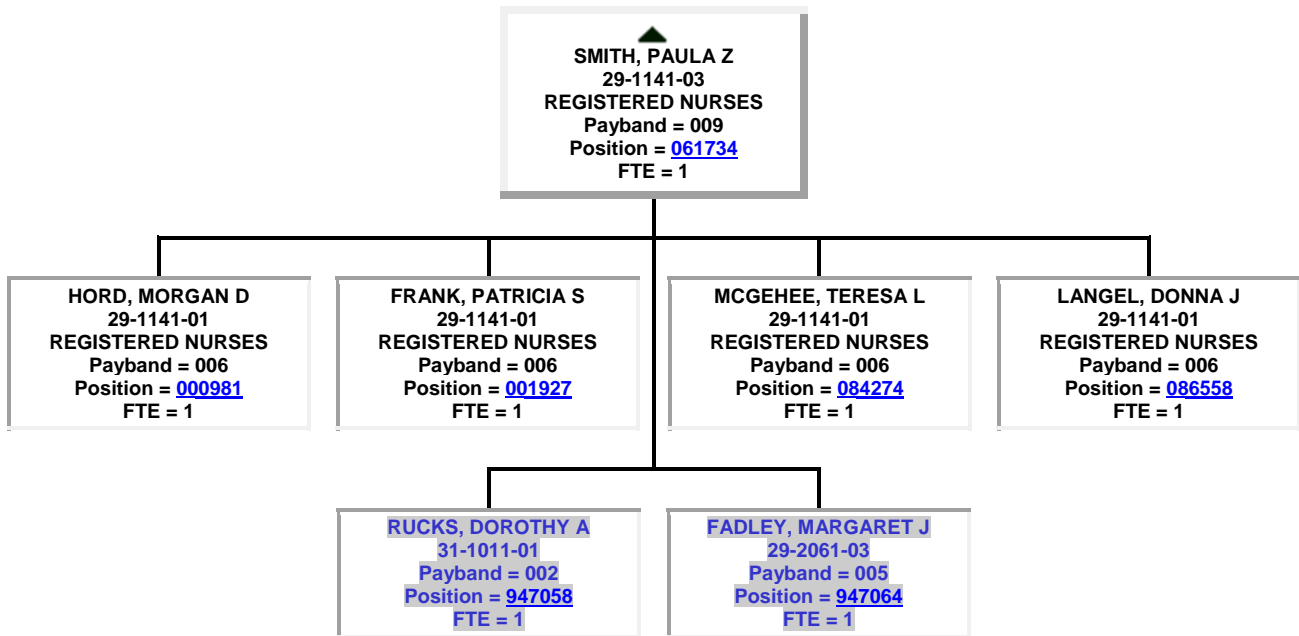 SMITH, PAULA Z
29-1141-03
REGISTERED NURSES
Payband = 009
Position = 061734
FTE = 1
HORD, MORGAN D
29-1141-01
REGISTERED NURSES
Payband = 006
Position = 000981
FTE = 1
FRANK, PATRICIA S
29-1141-01
REGISTERED NURSES
Payband = 006
Position = 001927
FTE = 1
MCGEHEE, TERESA L
29-1141-01
REGISTERED NURSES
Payband = 006
Position = 084274
FTE = 1
LANGEL, DONNA J
29-1141-01
REGISTERED NURSES
Payband = 006
Position = 086558
FTE = 1
RUCKS, DOROTHY A
31-1011-01
Payband = 002
Position = 947058
FTE = 1
FADLEY, MARGARET J
29-2061-03
Payband = 005
Position = 947064
FTE = 1